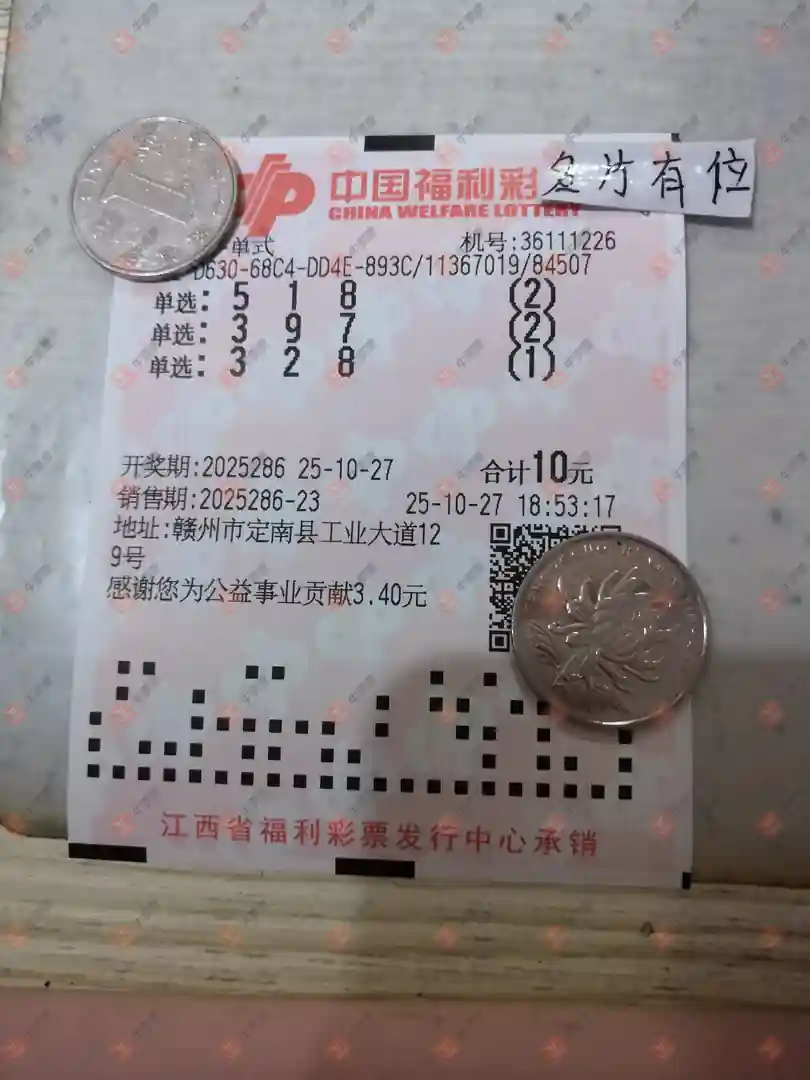 中国福利彩
CHINA WELFARE LOTTERY
名片有位
单式
机号:36111226
D630-68C4-DD4E-893C/11367019/84507
单选: 5 1 8 (2)
单选: 3 9 7 (2)
单选: 3 2 8 (1)
开奖期:2025286 25-10-27 合计10元
销售期:2025286-23 25-10-27 18:53:17
地址:赣州市定南县工业大道12
9号
感谢您为公益事业贡献3.40元
江西省福利彩票发行中心承销